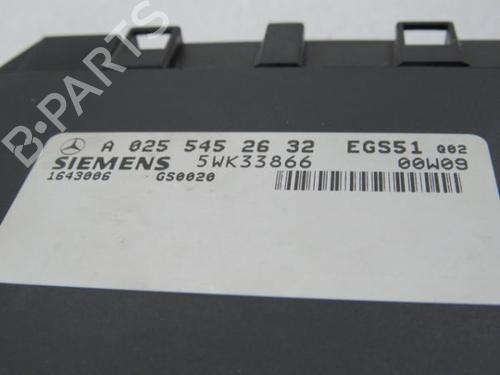 A 025 545 26 32 EGS51 Q02
SIEMENS 5WK33866 00W09
1643006 GS0020
B-PARTS